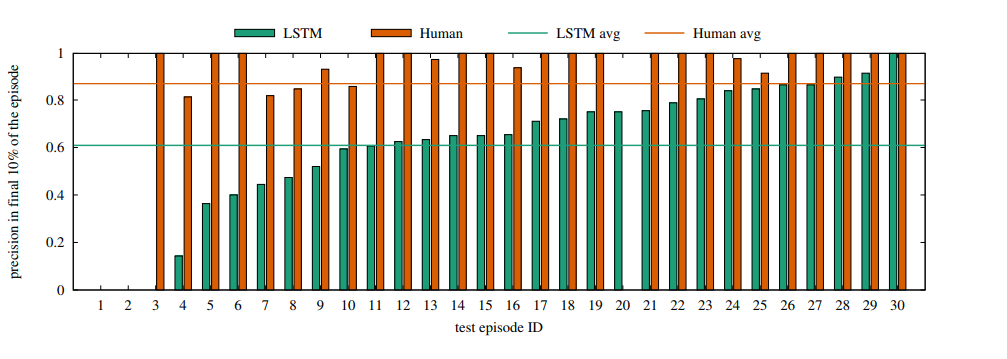 LSTM Human LSTM avg Human avg
precision in final 10% of the episode
1
0.8
0.6
0.4
0.2
0
1 2 3 4 5 6 7 8 9 10 11 12 13 14 15 16 17 18 19 20 21 22 23 24 25 26 27 28 29 30
test episode ID